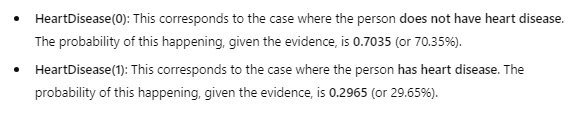 • HeartDisease(0): This corresponds to the case where the person does not have heart disease.
The probability of this happening, given the evidence, is 0.7035 (or 70.35%).
• HeartDisease(1): This corresponds to the case where the person has heart disease. The
probability of this happening, given the evidence, is 0.2965 (or 29.65%).